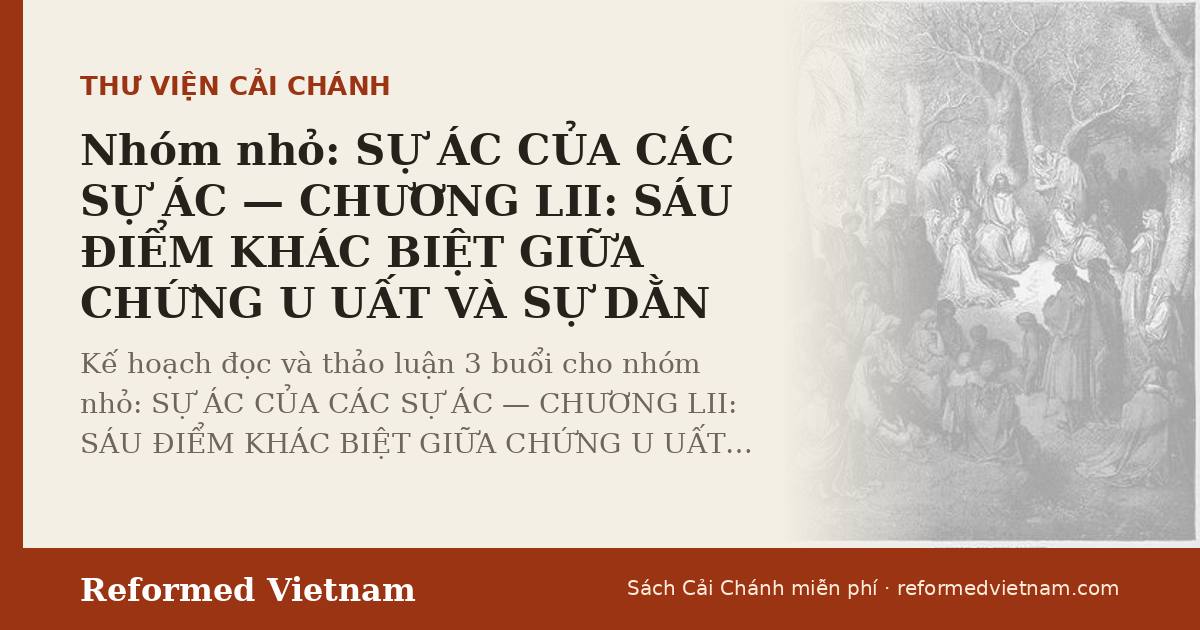 THƯ VIỆN CẢI CHÁNH
Nhóm nhỏ: SỰ ÁC CỦA CÁC
SỰ ÁC — CHƯƠNG LII: SÁU
ĐIỂM KHÁC BIỆT GIỮA
CHỨNG U UẤT VÀ SỰ DẰN
Kế hoạch đọc và thảo luận 3 buổi cho nhóm
nhỏ: SỰ ÁC CỦA CÁC SỰ ÁC — CHƯƠNG LII:
SÁU ĐIỂM KHÁC BIỆT GIỮA CHỨNG U UẤT...
Reformed Vietnam
Sách Cải Chánh miễn phí · reformedvietnam.com